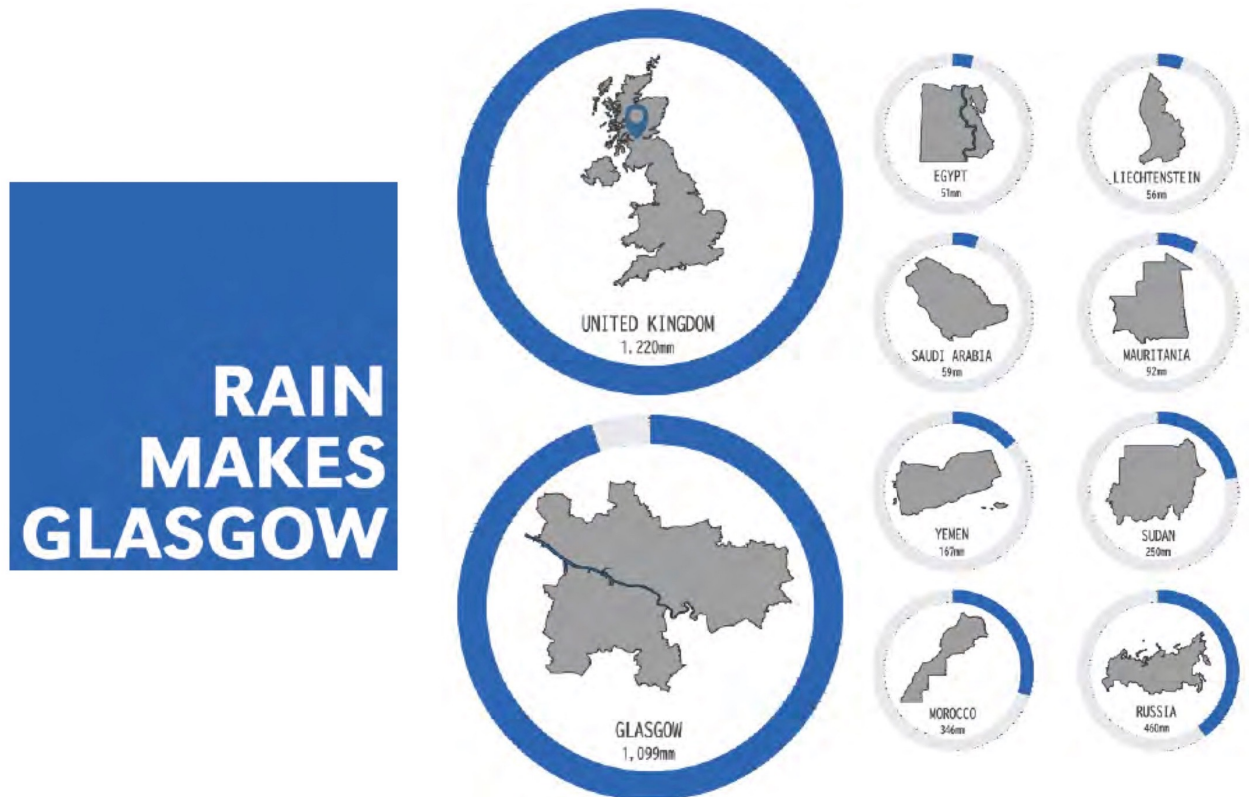 RAIN
MAKES
GLASGOW
UNITED KINGDOM
1,220mm
GLASGOW
1,099mm
EGYPT
51mm
LIECHTENSTEIN
56mm
SAUDI ARABIA
59mm
MAURITANIA
92mm
YEMEN
167mm
SUDAN
250mm
MOROCCO
346mm
RUSSIA
460mm